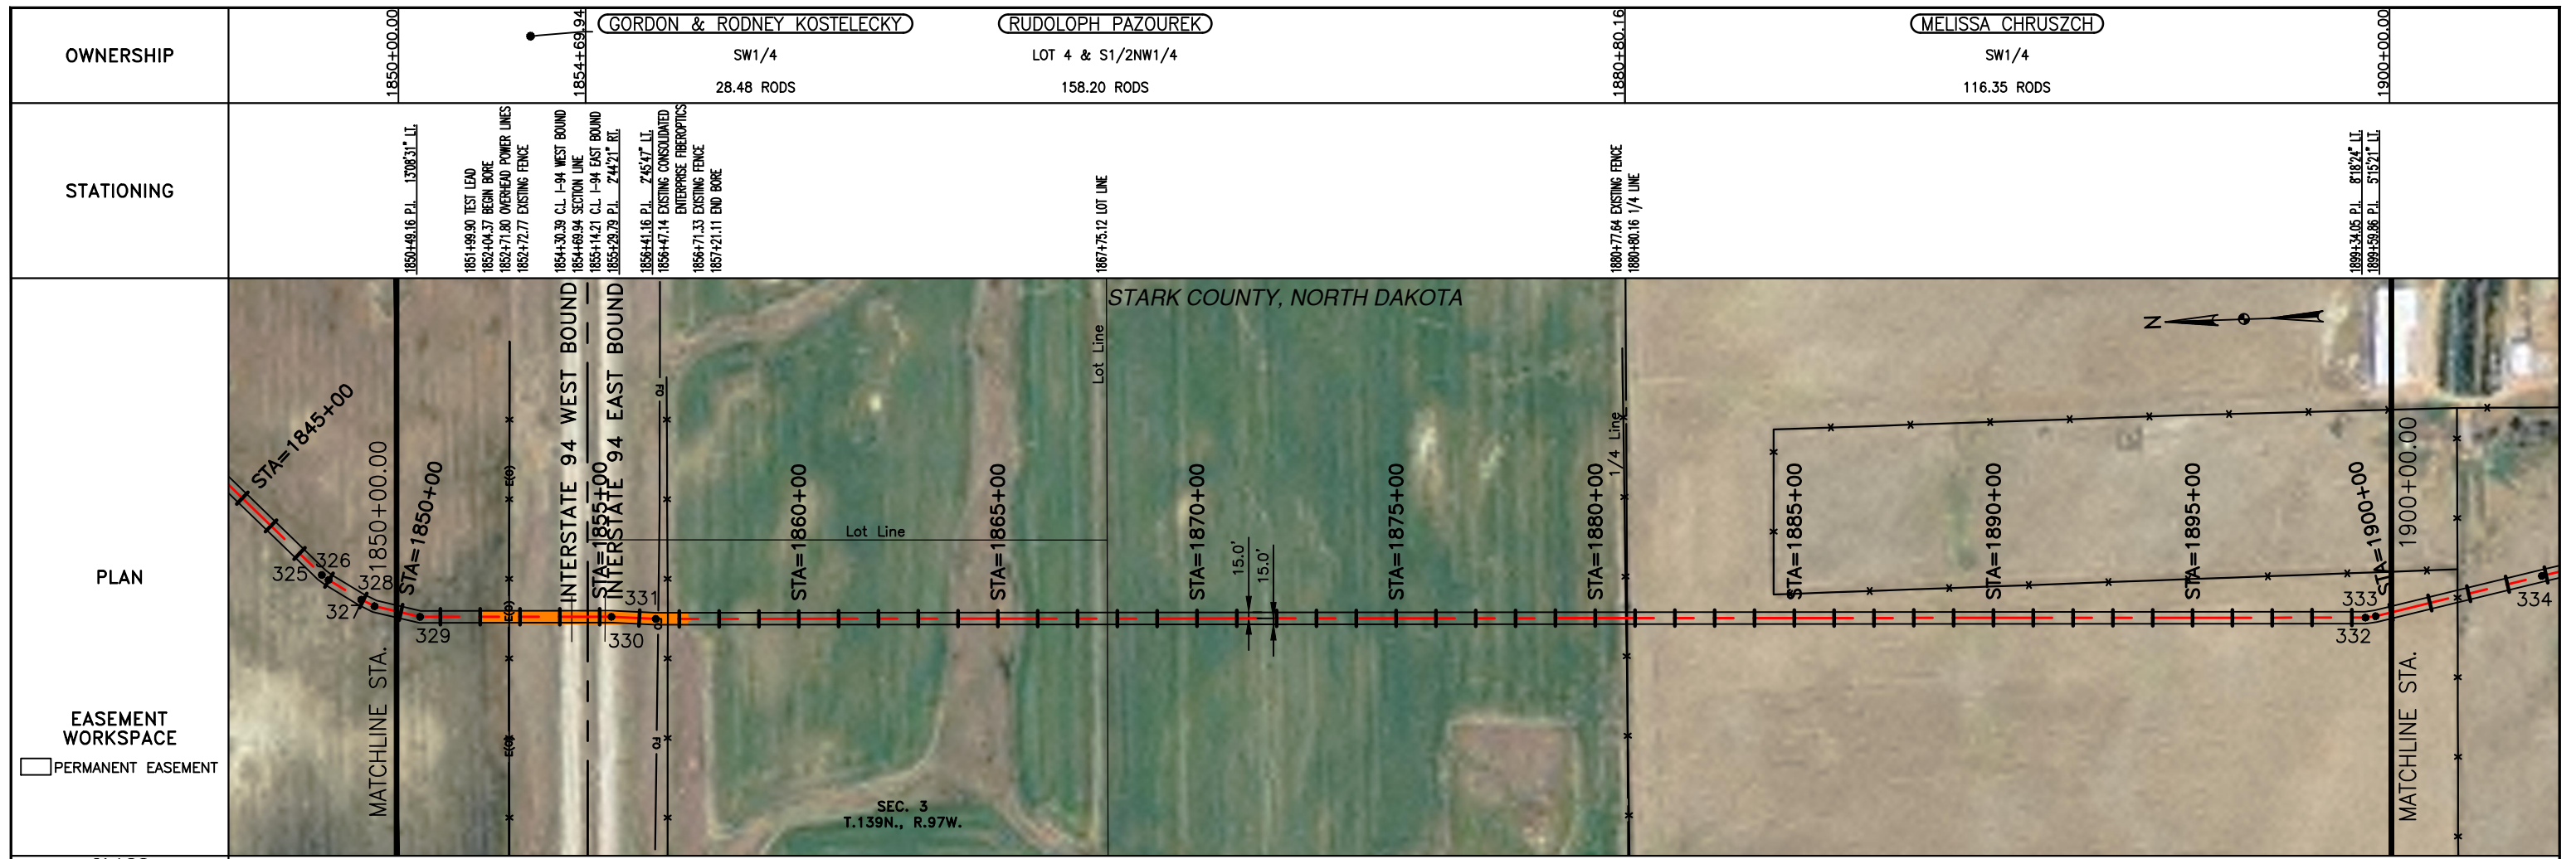 OWNERSHIP
1850+00.00
1854+69.94
GORDON & RODNEY KOSTELECKY
SW1/4
28.48 RODS
RUDOLOPH PAZOUREK
LOT 4 & S1/2NW1/4
158.20 RODS
1880+80.16
MELISSA CHRUSZCH
SW1/4
116.35 RODS
1900+00.00
STATIONING
1850+49.16 P.I. 13°08'31" LT.
1851+99.90 TEST LEAD
1852+04.37 BEGIN BORE
1852+71.80 OVERHEAD POWER LINES
1852+72.77 EXISTING FENCE
1854+30.39 C.L. I-94 WEST BOUND
1854+69.94 SECTION LINE
1855+14.21 C.L. I-94 EAST BOUND
1855+29.79 P.I. 2°44'21" RT.
1856+41.16 P.I. 2°45'47" LT.
1856+47.14 EXISTING CONSOLIDATED
ENTERPRISE FIBEROPTICS
1856+71.33 EXISTING FENCE
1857+21.11 END BORE
1867+75.12 LOT LINE
1880+77.64 EXISTING FENCE
1880+80.16 1/4 LINE
1899+34.05 P.I. 8°18'24" LT.
1899+59.86 P.I. 5°15'21" LT.
PLAN
EASEMENT
WORKSPACE
PERMANENT EASEMENT
STARK COUNTY, NORTH DAKOTA
N
STA=1845+00
325
326
327
328
329
MATCHLINE STA. 1850+00.00
STA=1850+00
E(O)
E(O)
E(O)
INTERSTATE 94 WEST BOUND
STA=1855+00
INTERSTATE 94 EAST BOUND
FO
FO
FO
330
331
Lot Line
STA=1860+00
STA=1865+00
Lot Line
SEC. 3
T.139N., R.97W.
STA=1870+00
15.0'
15.0'
STA=1875+00
STA=1880+00
1/4 Line
STA=1885+00
STA=1890+00
STA=1895+00
STA=1900+00
332
333
MATCHLINE STA. 1900+00.00
334